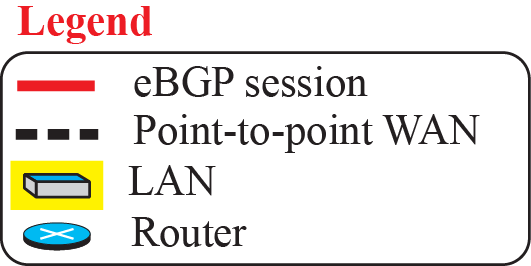 Legend
eBGP session
Point-to-point WAN
LAN
Router